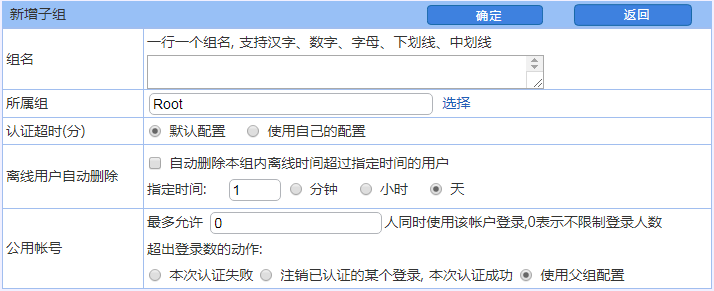 新增子组 确定 返回
一行一个组名, 支持汉字、数字、字母、下划线、中划线
组名
所属组 Root 选择
认证超时(分) 默认配置 使用自己的配置
自动删除本组内离线时间超过指定时间的用户
离线用户自动删除
指定时间: 1 分钟 小时 天
最多允许 0 人同时使用该帐户登录,0表示不限制登录人数
公用帐号 超出登录数的动作:
本次认证失败 注销已认证的某个登录, 本次认证成功 使用父组配置